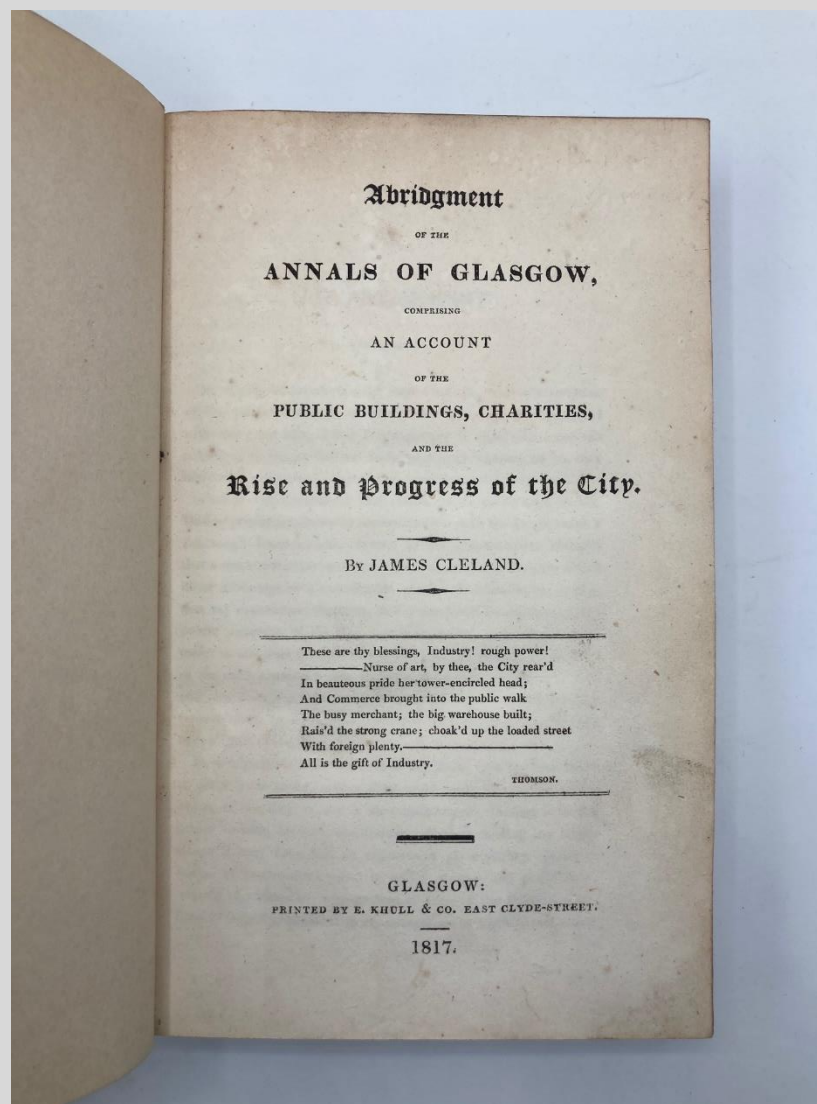 Abridgment
OF THE
ANNALS OF GLASGOW,
COMPRISING
AN ACCOUNT
OF THE
PUBLIC BUILDINGS, CHARITIES,
AND THE
Rise and Progress of the City.
BY JAMES CLELAND.
These are thy blessings, Industry! rough power!
————Nurse of art, by thee, the City rear'd
In beauteous pride her tower-encircled head;
And Commerce brought into the public walk
The busy merchant; the big warehouse built;
Rais'd the strong crane; choak'd up the loaded street
With foreign plenty.————————
All is the gift of Industry.
THOMSON.
GLASGOW:
PRINTED BY E. KHULL & CO. EAST CLYDE-STREET.
1817.